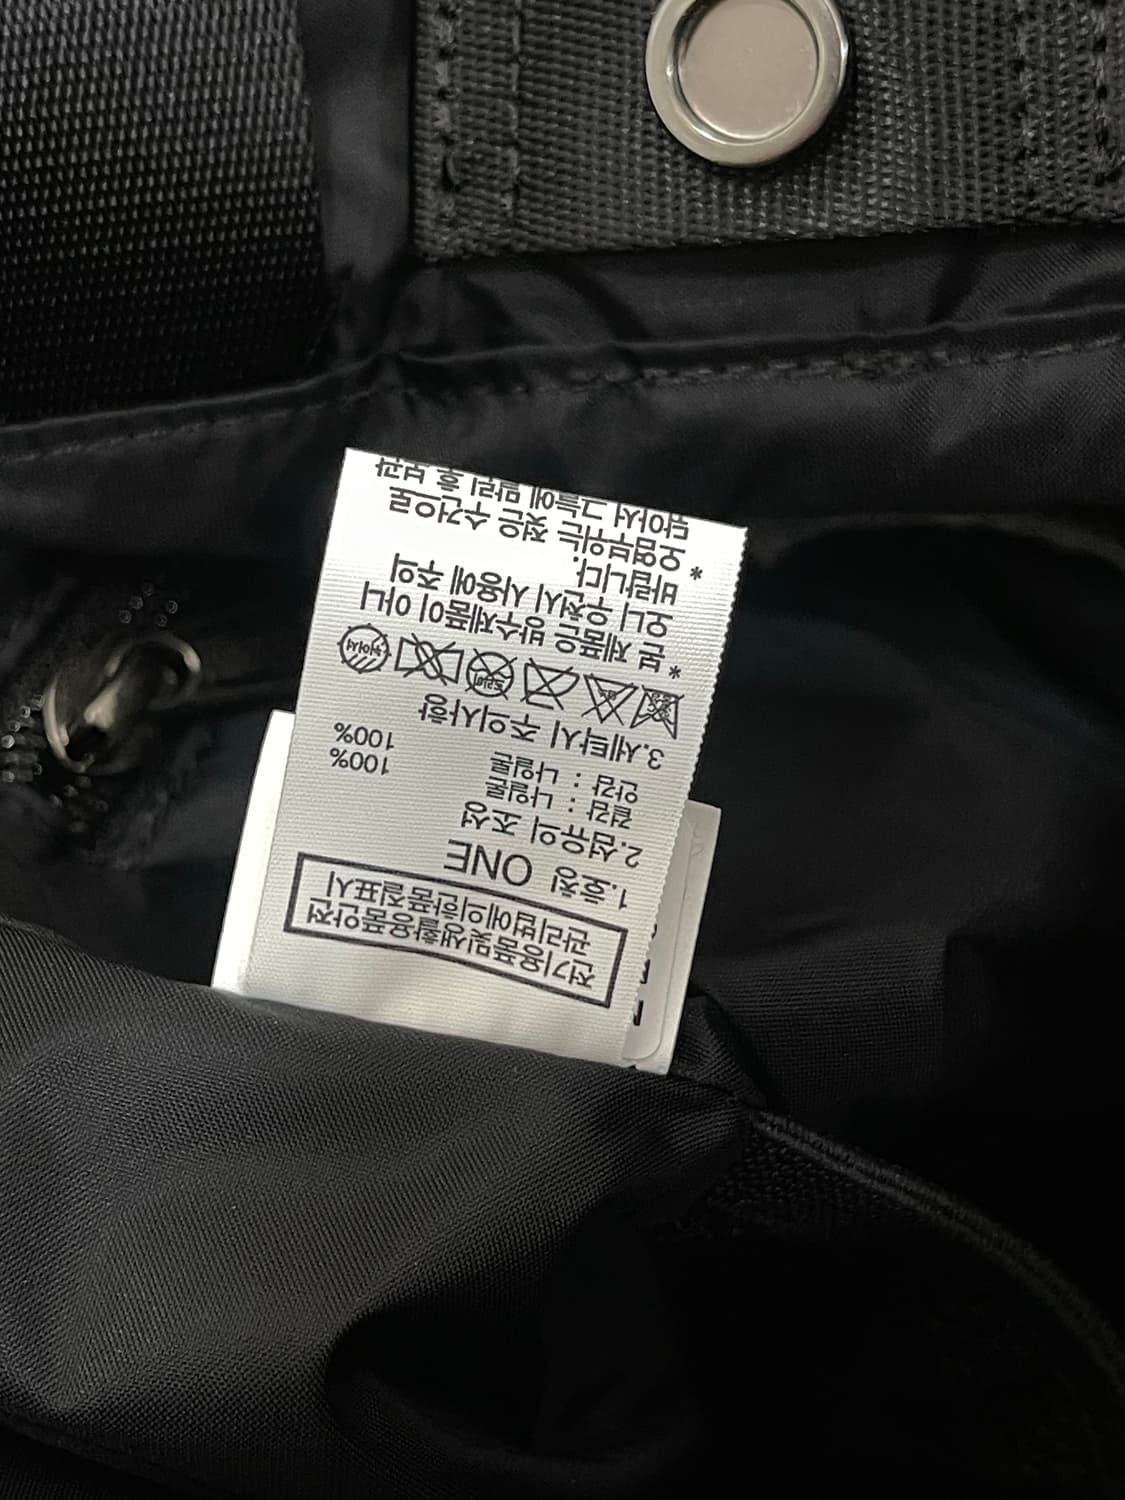 전기용품및생활용품안전
관리법에의한품질표시
1.호칭 ONE
2.섬유의 조성
겉감 : 나일론 100%
안감 : 나일론 100%
3.세탁시 주의사항
* 본 제품은 방수제품이 아니
오니 우천시 사용에 주의
바랍니다.
* 오염부위는 젖은 수건으로
닦아서 그늘에 말린 후 보관